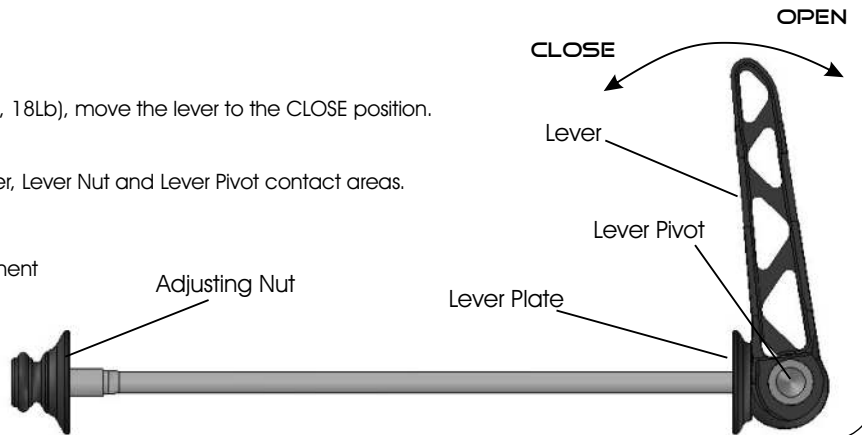 OPEN
CLOSE
, 18Lb), move the lever to the CLOSE position.
Lever
er, Lever Nut and Lever Pivot contact areas.
Lever Pivot
nent
Adjusting Nut
Lever Plate